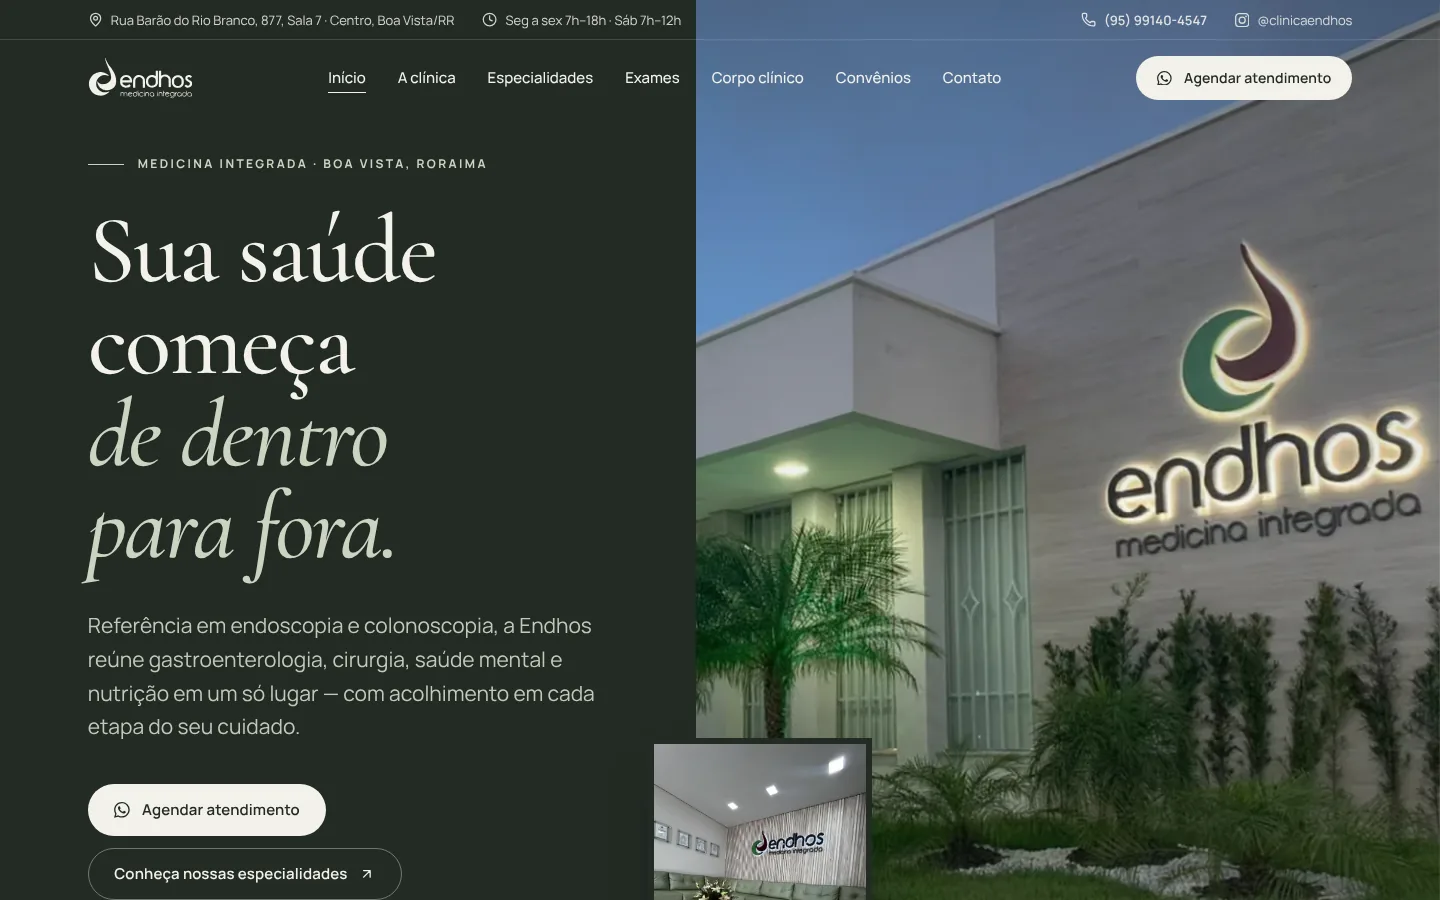 Rua Barão do Rio Branco, 877, Sala 7 · Centro, Boa Vista/RR
Seg a sex 7h–18h · Sáb 7h–12h
(95) 99140-4547
@clinicaendhos
endhos
medicina integrada
Início
A clínica
Especialidades
Exames
Corpo clínico
Convênios
Contato
Agendar atendimento
MEDICINA INTEGRADA · BOA VISTA, RORAIMA
Sua saúde
começa
de dentro
para fora.
Referência em endoscopia e colonoscopia, a Endhos
reúne gastroenterologia, cirurgia, saúde mental e
nutrição em um só lugar — com acolhimento em cada
etapa do seu cuidado.
Agendar atendimento
Conheça nossas especialidades
endhos
medicina integrada
endhos
medicina integrada